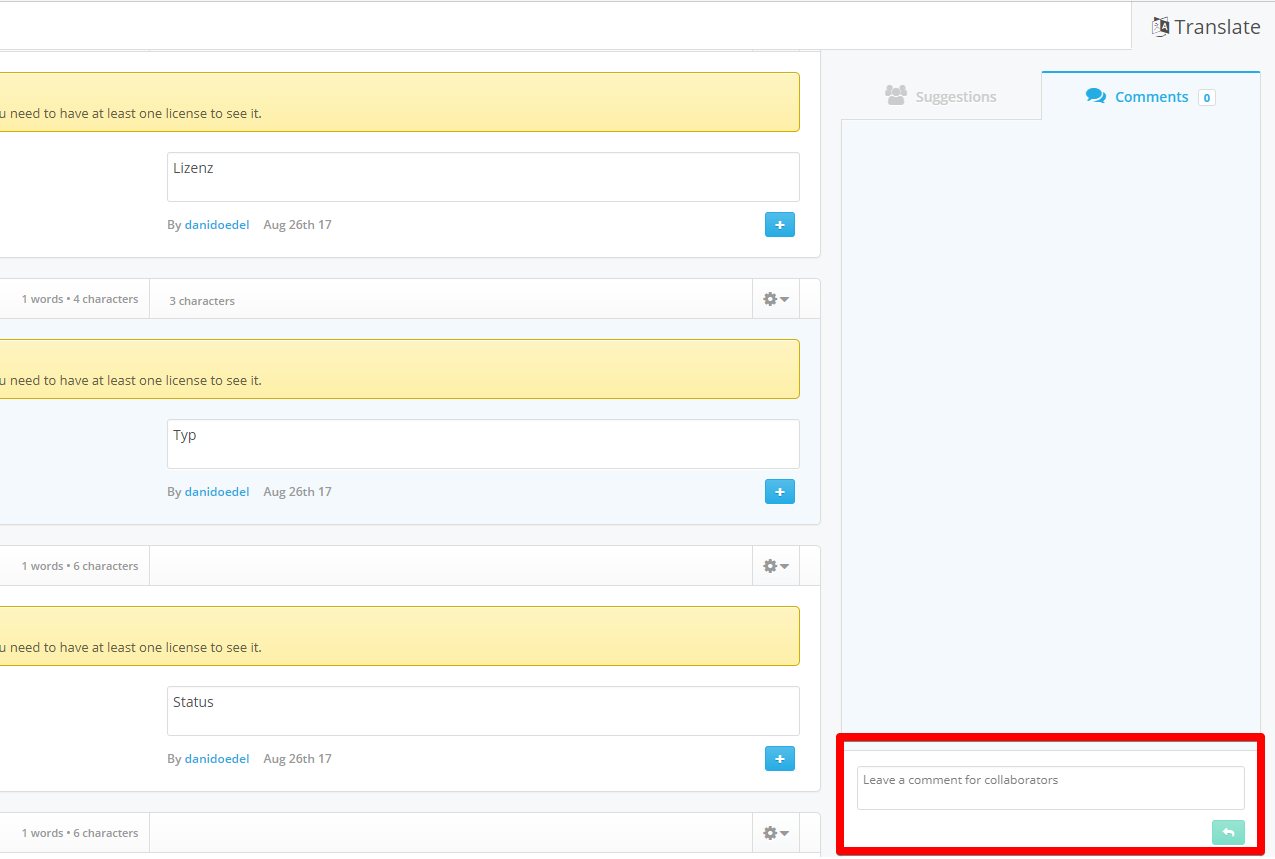 Translate
Suggestions
Comments 0
u need to have at least one license to see it.
Lizenz
By danidoedel Aug 26th 17
+
1 words • 4 characters
3 characters
u need to have at least one license to see it.
Typ
By danidoedel Aug 26th 17
+
1 words • 6 characters
u need to have at least one license to see it.
Status
By danidoedel Aug 26th 17
+
1 words • 6 characters
Leave a comment for collaborators